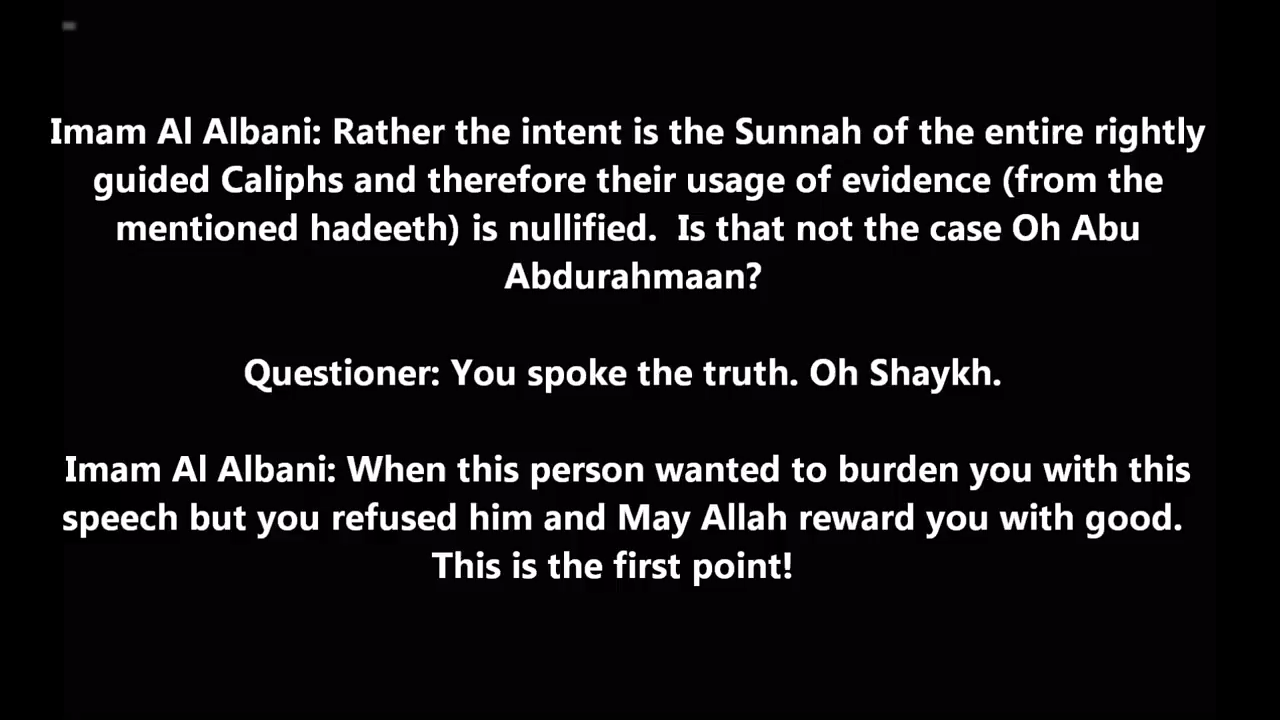 Imam Al Albani: Rather the intent is the Sunnah of the entire rightly
guided Caliphs and therefore their usage of evidence (from the
mentioned hadeeth) is nullified.  Is that not the case Oh Abu
Abdurahmaan?
Questioner: You spoke the truth. Oh Shaykh.
Imam Al Albani: When this person wanted to burden you with this
speech but you refused him and May Allah reward you with good.
This is the first point!